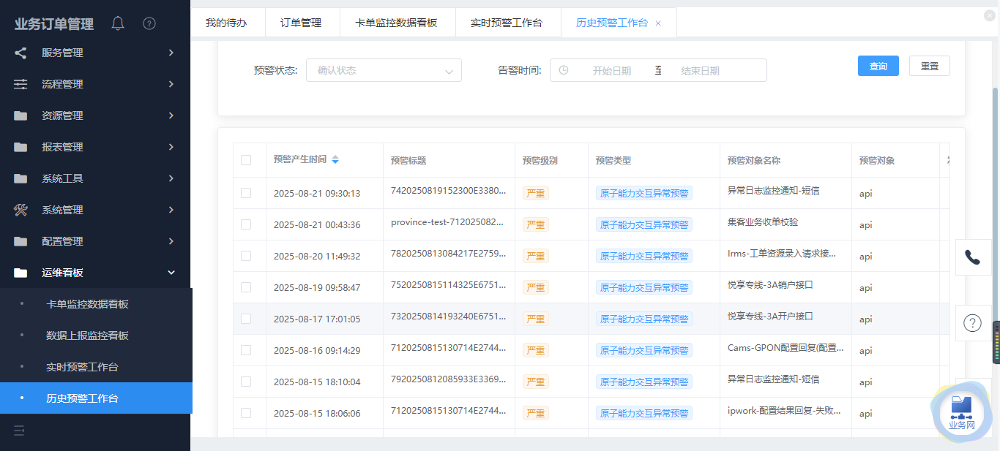 业务订单管理
服务管理
流程管理
资源管理
报表管理
系统工具
系统管理
配置管理
运维看板
卡单监控数据看板
数据上报监控看板
实时预警工作台
历史预警工作台
我的待办 订单管理 卡单监控数据看板 实时预警工作台 历史预警工作台 ×
预警状态: 确认状态 告警时间: 开始日期 至 结束日期 查询 重置
预警产生时间 预警标题 预警级别 预警类型 预警对象名称 预警对象
2025-08-21 09:30:13 7420250819152300E3380... 严重 原子能力交互异常预警 异常日志监控通知-短信 api
2025-08-21 00:43:36 province-test-712025082... 严重 原子能力交互异常预警 集客业务收单校验 api
2025-08-20 11:49:32 7820250813084217E2759... 严重 原子能力交互异常预警 Irms-工单资源录入请求接... api
2025-08-19 09:58:47 7520250815114325E6751... 严重 原子能力交互异常预警 悦享专线-3A销户接口 api
2025-08-17 17:01:05 7320250814193240E6751... 严重 原子能力交互异常预警 悦享专线-3A开户接口 api
2025-08-16 09:14:29 7120250815130714E2744... 严重 原子能力交互异常预警 Cams-GPON配置回复(配置... api
2025-08-15 18:10:04 7920250812085933E3369... 严重 原子能力交互异常预警 异常日志监控通知-短信 api
2025-08-15 18:06:06 7120250815130714E2744... 严重 原子能力交互异常预警 ipwork-配置结果回复-失败... api
业务网